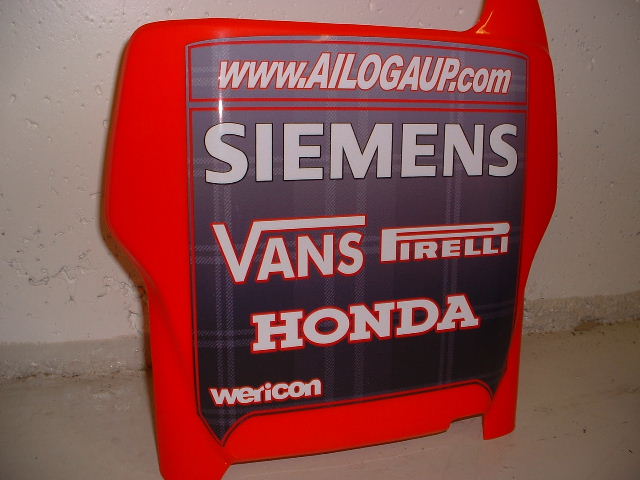 www.AILOGAUP.com
SIEMENS
VANS PIRELLI
HONDA
wericon